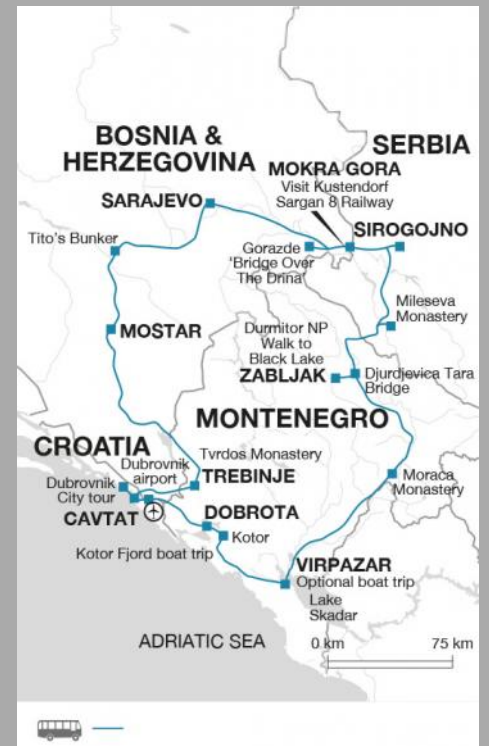 BOSNIA &
HERZEGOVINA
SERBIA
MOKRA GORA
Visit Kustendorf
Sargan 8 Railway
SARAJEVO
SIROGOJNO
Tito's Bunker
Gorazde
'Bridge Over
The Drina'
Mileseva
Monastery
MOSTAR
Durmitor NP
Walk to
Black Lake
ZABLJAK
Djurdjevica Tara
Bridge
MONTENEGRO
CROATIA
Tvrdos Monastery
Dubrovnik
airport
TREBINJE
Moraca
Monastery
Dubrovnik
City tour
CAVTAT
DOBROTA
Kotor
Kotor Fjord boat trip
VIRPAZAR
Optional boat trip
Lake
Skadar
ADRIATIC SEA
0 km 75 km